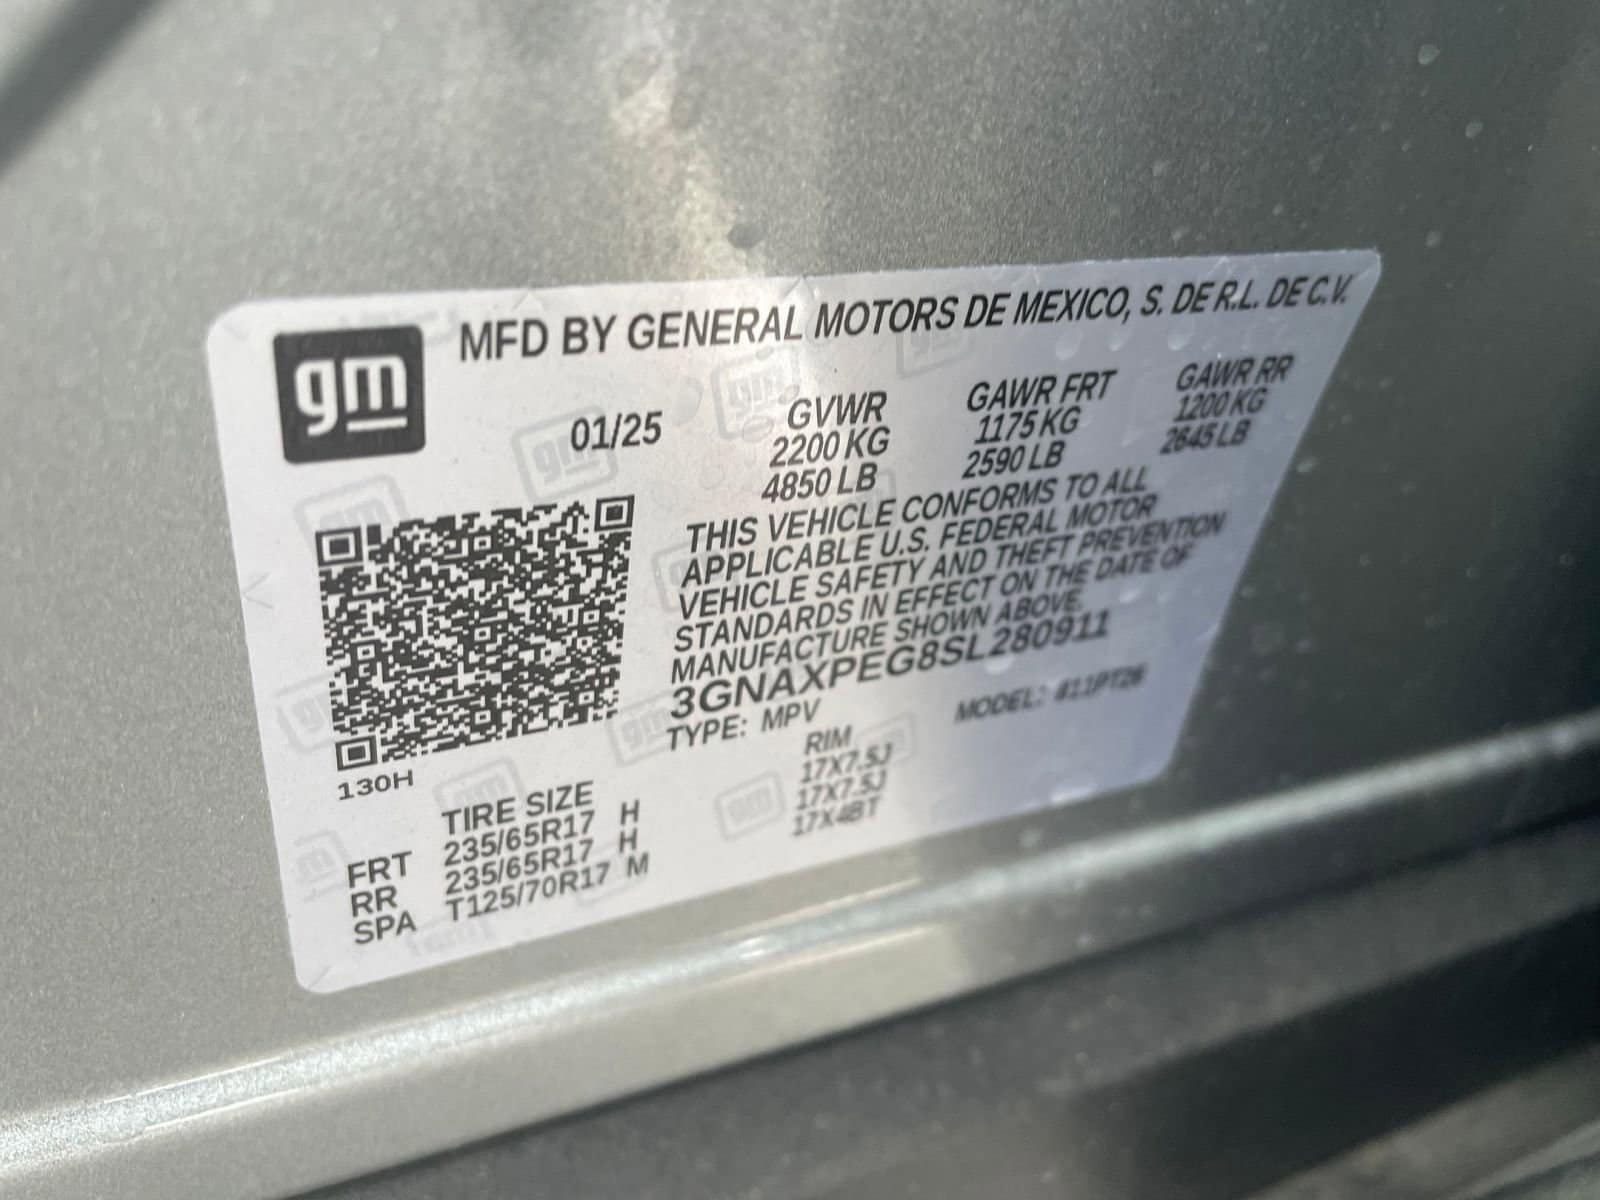 gm
MFD BY GENERAL MOTORS DE MEXICO, S. DE R.L. DE C.V.
01/25
GVWR GAWR FRT GAWR RR
2200 KG 1175 KG 1200 KG
4850 LB 2590 LB 2645 LB
THIS VEHICLE CONFORMS TO ALL
APPLICABLE U.S. FEDERAL MOTOR
VEHICLE SAFETY AND THEFT PREVENTION
STANDARDS IN EFFECT ON THE DATE OF
MANUFACTURE SHOWN ABOVE.
3GNAXPEG8SL280911
TYPE: MPV MODEL:
130H
TIRE SIZE RIM
FRT 235/65R17 H 17X7.5J
RR 235/65R17 H 17X7.5J
SPA T125/70R17 M 17X4BT